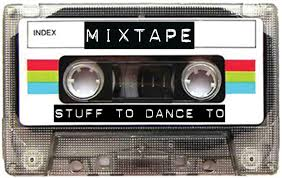 INDEX
MIXTAPE
STUFF TO DANCE TO